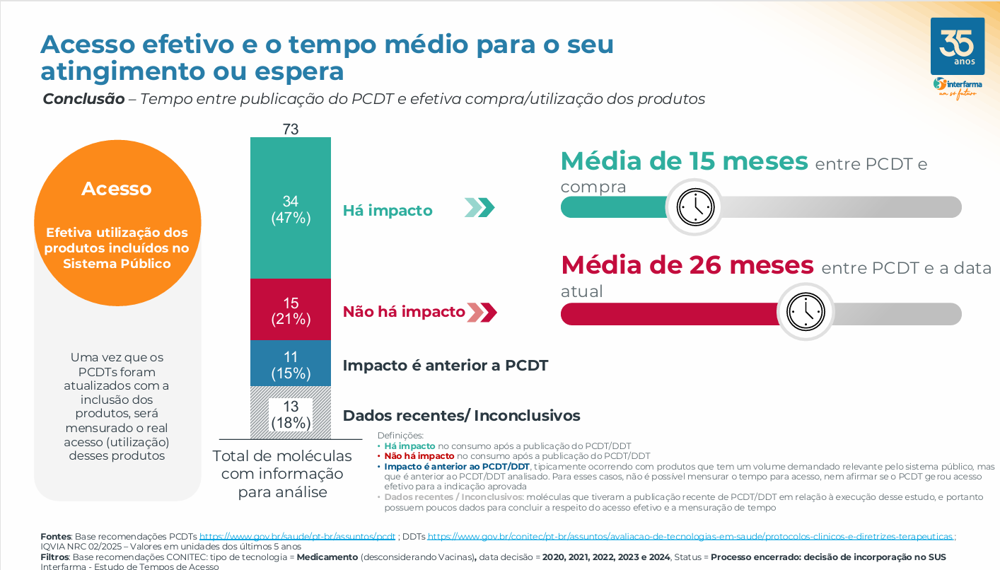 Acesso efetivo e o tempo médio para o seu
atingimento ou espera
Conclusão – Tempo entre publicação do PCDT e efetiva compra/utilização dos produtos
35
anos
interfarma
um só futuro
Acesso
Efetiva utilização dos
produtos incluídos no
Sistema Público
Uma vez que os
PCDTs foram
atualizados com a
inclusão dos
produtos, será
mensurado o real
acesso (utilização)
desses produtos
73
34
(47%)
Há impacto
15
(21%)
Não há impacto
11
(15%)
Impacto é anterior a PCDT
13
(18%)
Dados recentes/ Inconclusivos
Total de moléculas
com informação
para análise
Média de 15 meses entre PCDT e
compra
Média de 26 meses entre PCDT e a data
atual
Definições:
• Há impacto no consumo após a publicação do PCDT/DDT
• Não há impacto no consumo após a publicação do PCDT/DDT
• Impacto é anterior ao PCDT/DDT, tipicamente ocorrendo com produtos que tem um volume demandado relevante pelo sistema público, mas
que é anterior ao PCDT/DDT analisado. Para esses casos, não é possível mensurar o tempo para acesso, nem afirmar se o PCDT gerou acesso
efetivo para a indicação aprovada
• Dados recentes / Inconclusivos: moléculas que tiveram a publicação recente de PCDT/DDT em relação à execução desse estudo, e portanto
possuem poucos dados para concluir a respeito do acesso efetivo e a mensuração de tempo
Fontes: Base recomendações PCDTs https://www.gov.br/saude/pt-br/assuntos/pcdt ; DDTs https://www.gov.br/conitec/pt-br/assuntos/avaliacao-de-tecnologias-em-saude/protocolos-clinicos-e-diretrizes-terapeuticas ;
IQVIA NRC 02/2025 – Valores em unidades dos últimos 5 anos
Filtros: Base recomendações CONITEC: tipo de tecnologia = Medicamento (desconsiderando Vacinas), data decisão = 2020, 2021, 2022, 2023 e 2024, Status = Processo encerrado: decisão de incorporação no SUS
Interfarma - Estudo de Tempos de Acesso